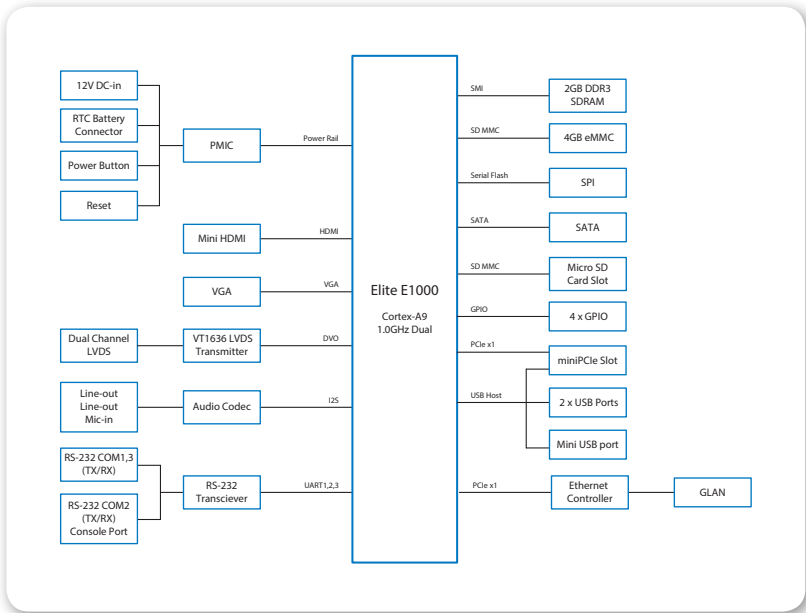 12V DC-in
RTC Battery
Connector
Power Button
Reset
PMIC
Power Rail
Mini HDMI
HDMI
VGA
VGA
Dual Channel
LVDS
VT1636 LVDS
Transmitter
DVO
Line-out
Line-out
Mic-in
Audio Codec
I2S
RS-232 COM1,3
(TX/RX)
RS-232 COM2
(TX/RX)
Console Port
RS-232
Transciever
UART1,2,3
Elite E1000
Cortex-A9
1.0GHz Dual
SMI
2GB DDR3
SDRAM
SD MMC
4GB eMMC
Serial Flash
SPI
SATA
SATA
SD MMC
Micro SD
Card Slot
GPIO
4 x GPIO
PCIe x1
miniPCIe Slot
USB Host
2 x USB Ports
Mini USB port
PCIe x1
Ethernet
Controller
GLAN